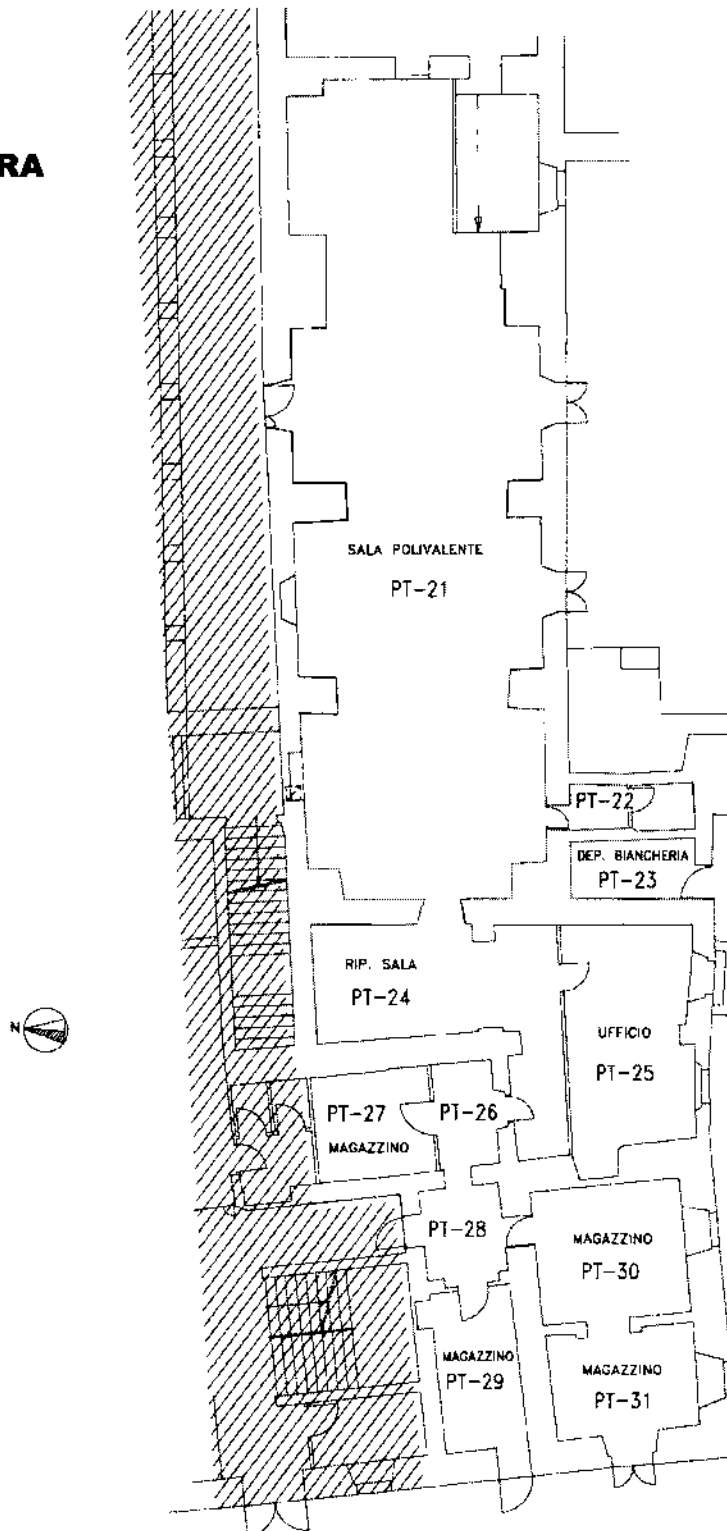 RA
SALA POLIVALENTE
PT-21
PT-22
DEP. BIANCHERIA
PT-23
RIP. SALA
PT-24
N
UFFICIO
PT-25
PT-27
PT-26
MAGAZZINO
PT-28
MAGAZZINO
PT-30
MAGAZZINO
PT-29
MAGAZZINO
PT-31